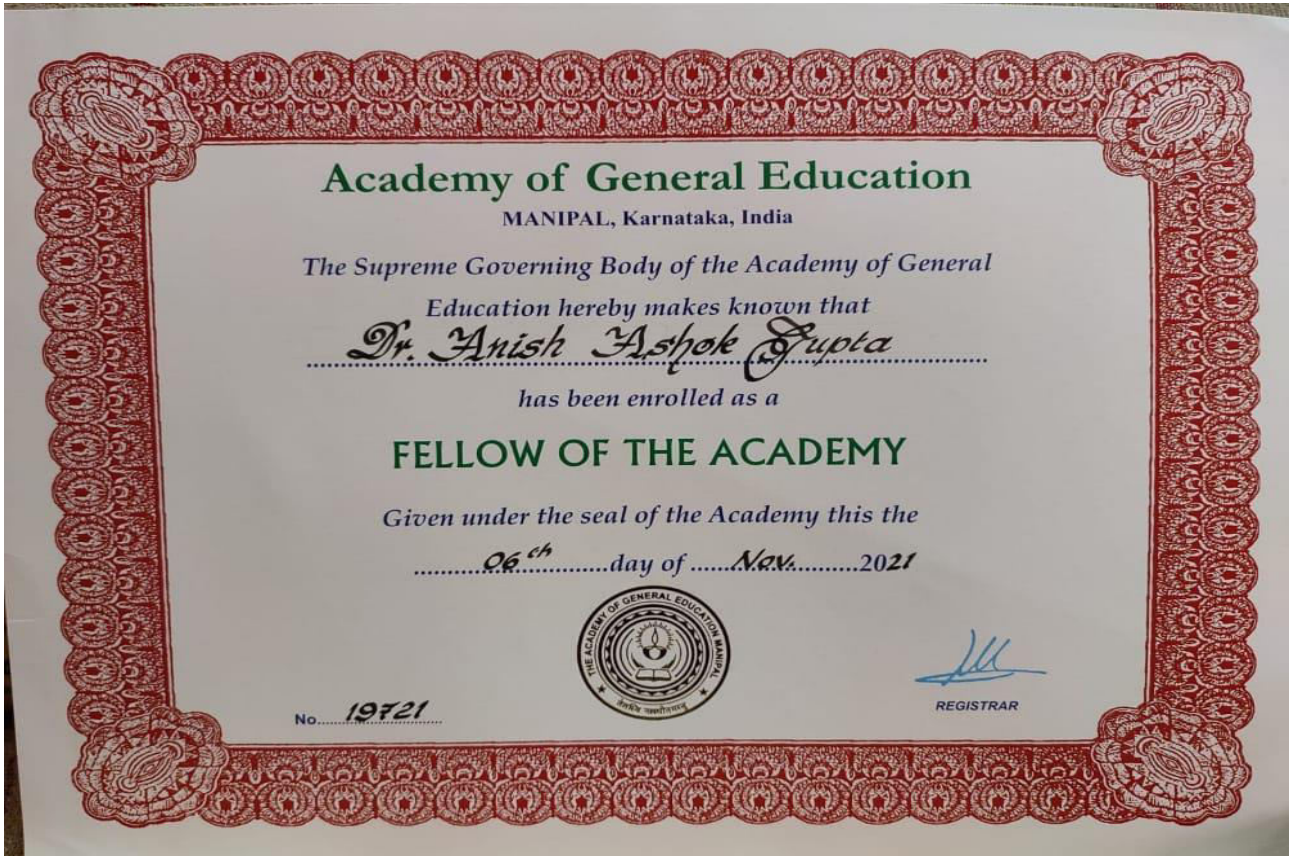 Academy of General Education
MANIPAL, Karnataka, India
The Supreme Governing Body of the Academy of General
Education hereby makes known that
Dr. Anish Ashok Gupta
has been enrolled as a
FELLOW OF THE ACADEMY
Given under the seal of the Academy this the
06th day of Nov. 2021
THE ACADEMY OF GENERAL EDUCATION MANIPAL
No. 19721
REGISTRAR